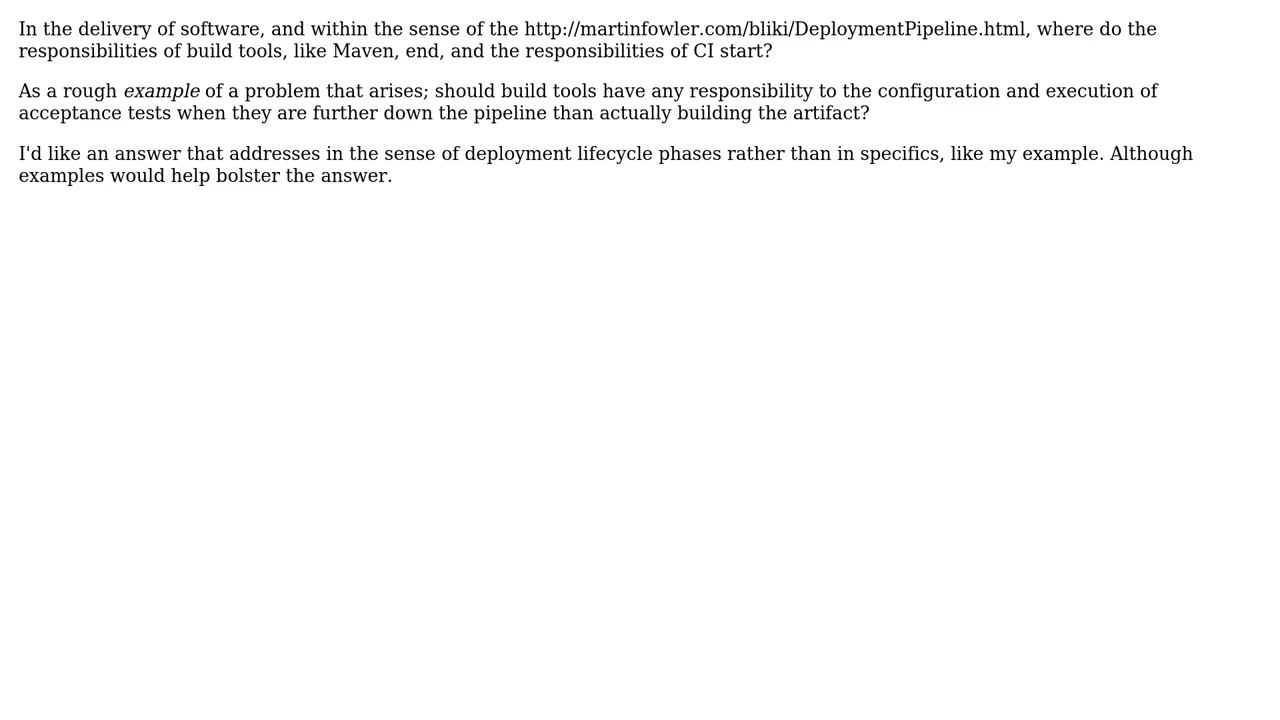 In the delivery of software, and within the sense of the http://martinfowler.com/bliki/DeploymentPipeline.html, where do the
responsibilities of build tools, like Maven, end, and the responsibilities of CI start?
As a rough example of a problem that arises; should build tools have any responsibility to the configuration and execution of
acceptance tests when they are further down the pipeline than actually building the artifact?
I'd like an answer that addresses in the sense of deployment lifecycle phases rather than in specifics, like my example. Although
examples would help bolster the answer.